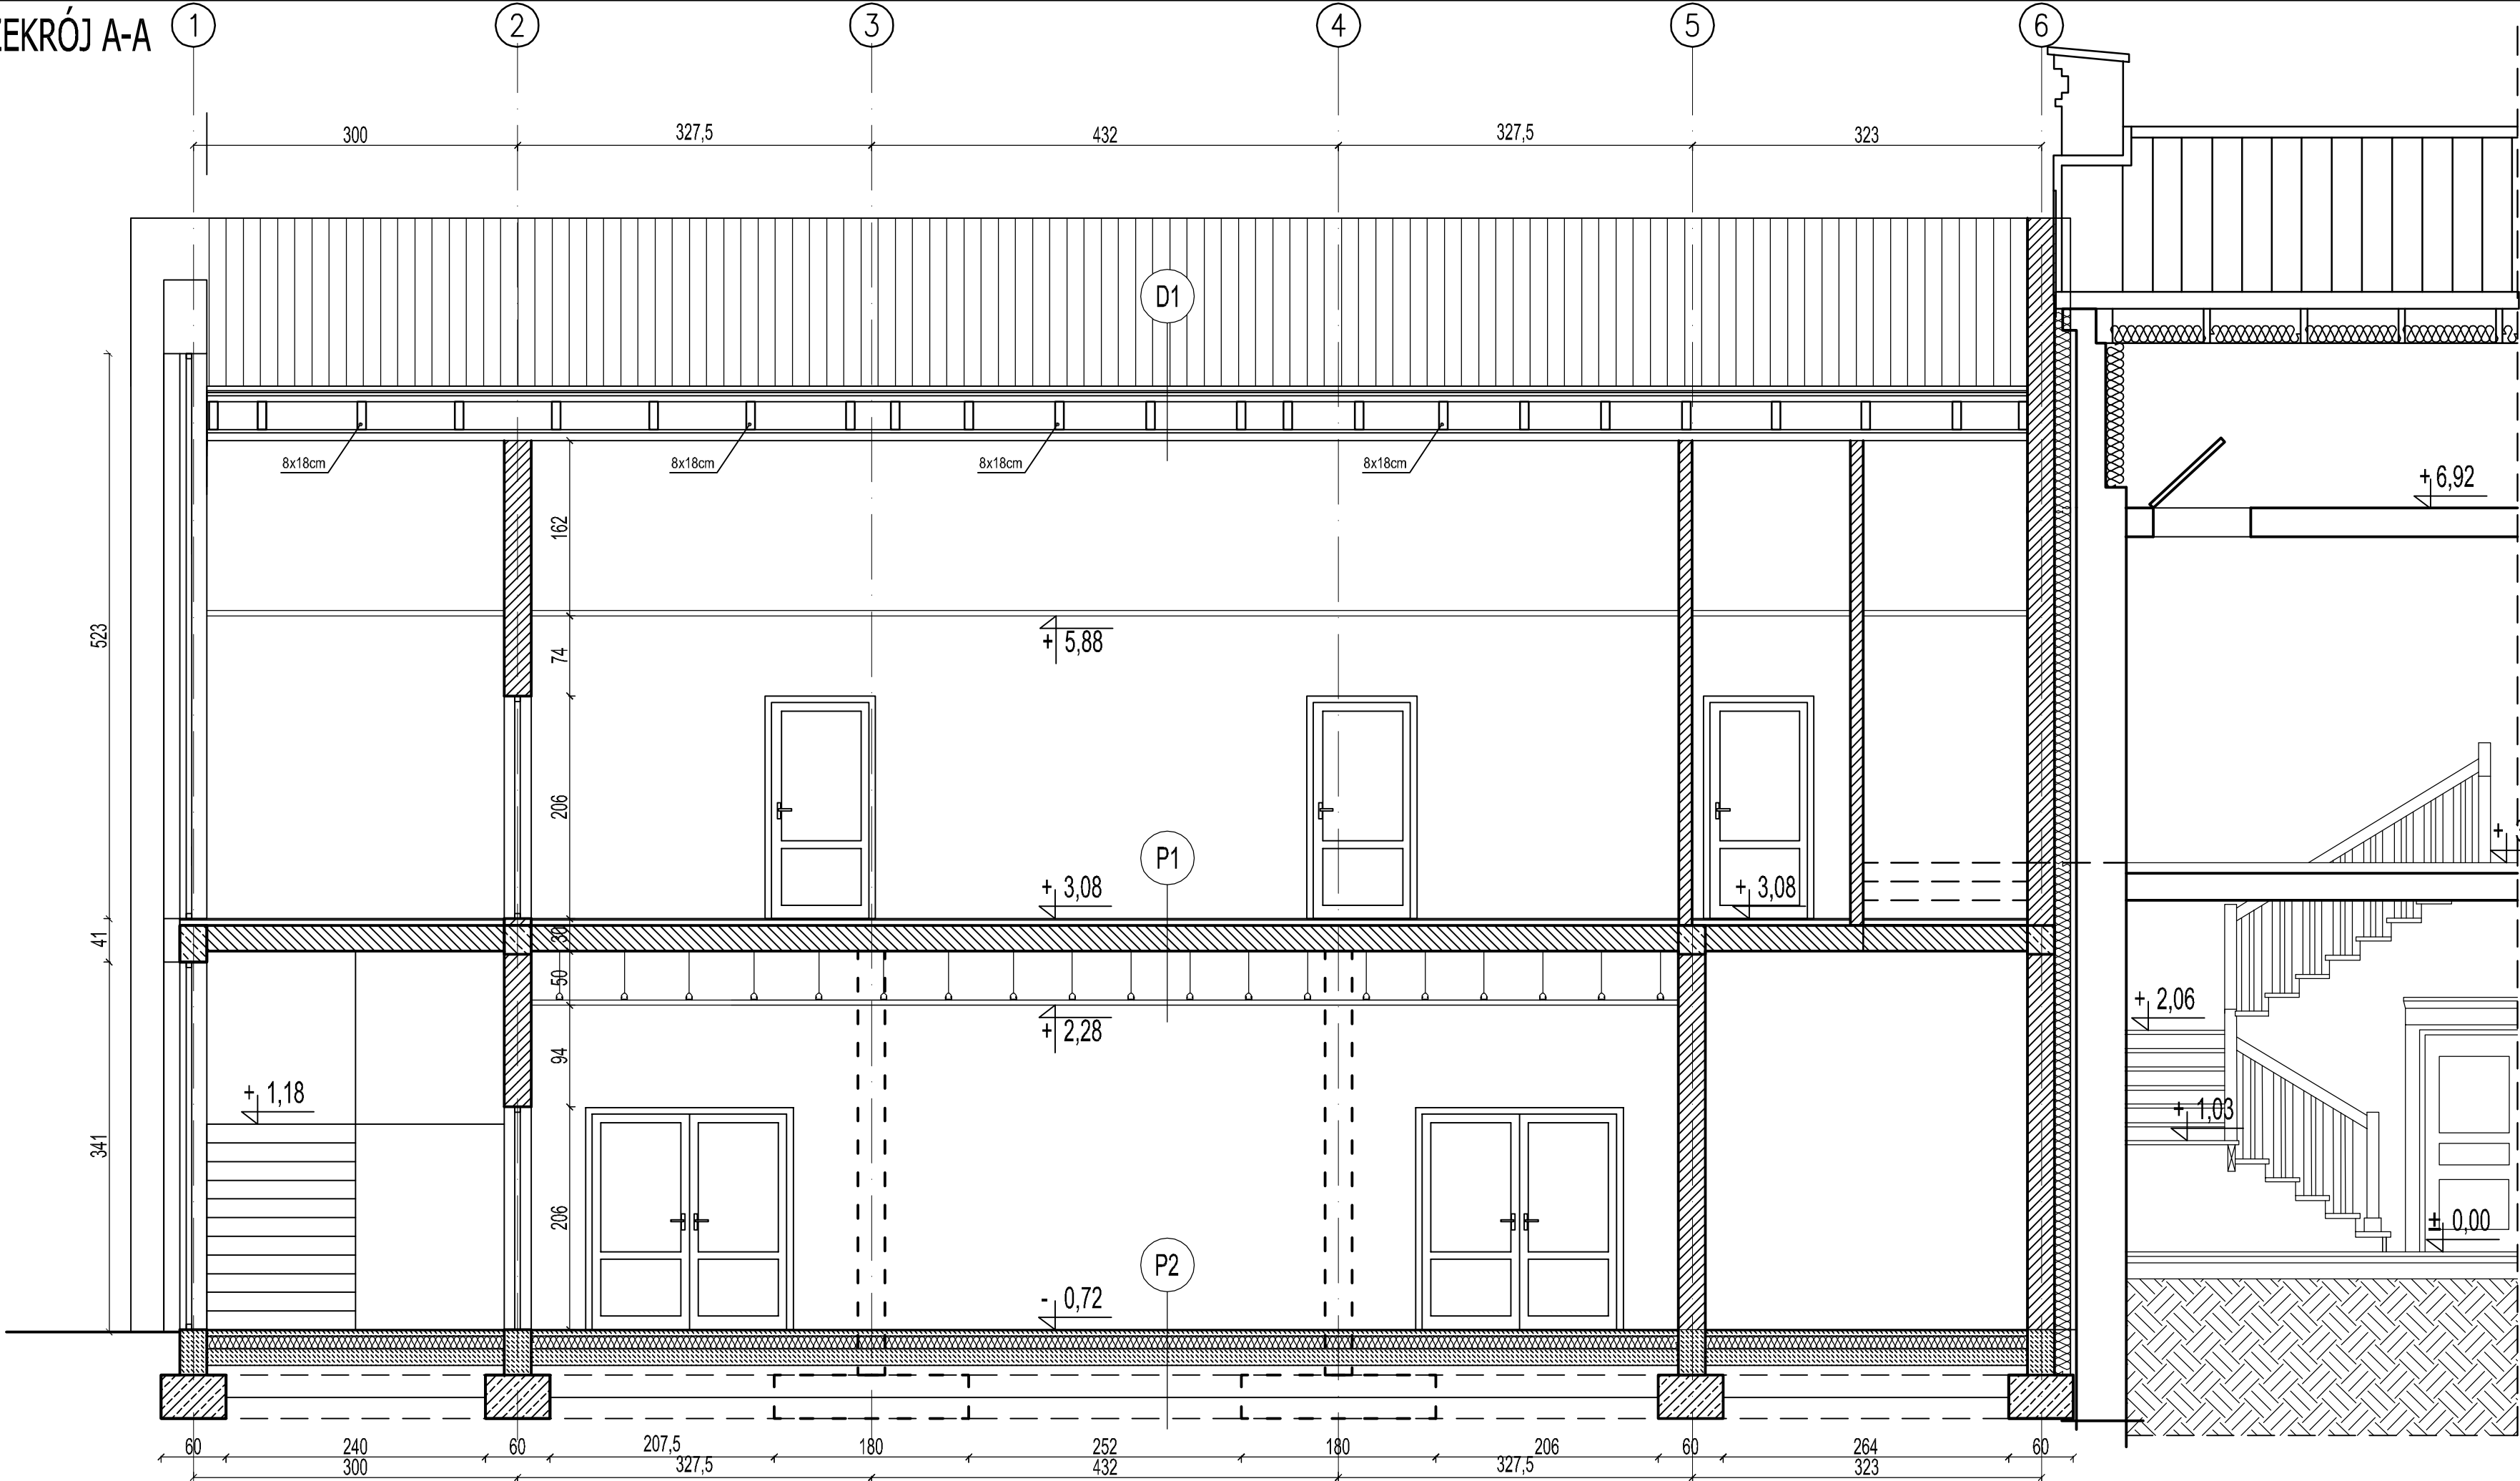 EKRÓJ A-A
1 2 3 4 5 6
300 327,5 432 327,5 323
D1
8x18cm 8x18cm 8x18cm 8x18cm
+ 6,92
162
523
74
+ 5,88
206
P1
+ 3,08
+ 3,08
+
41
30
50
+ 2,28
+ 2,06
94
+ 1,18
+ 1,03
341
206
± 0,00
P2
- 0,72
60 240 60 207,5 180 252 180 206 60 264 60
300 327,5 432 327,5 323